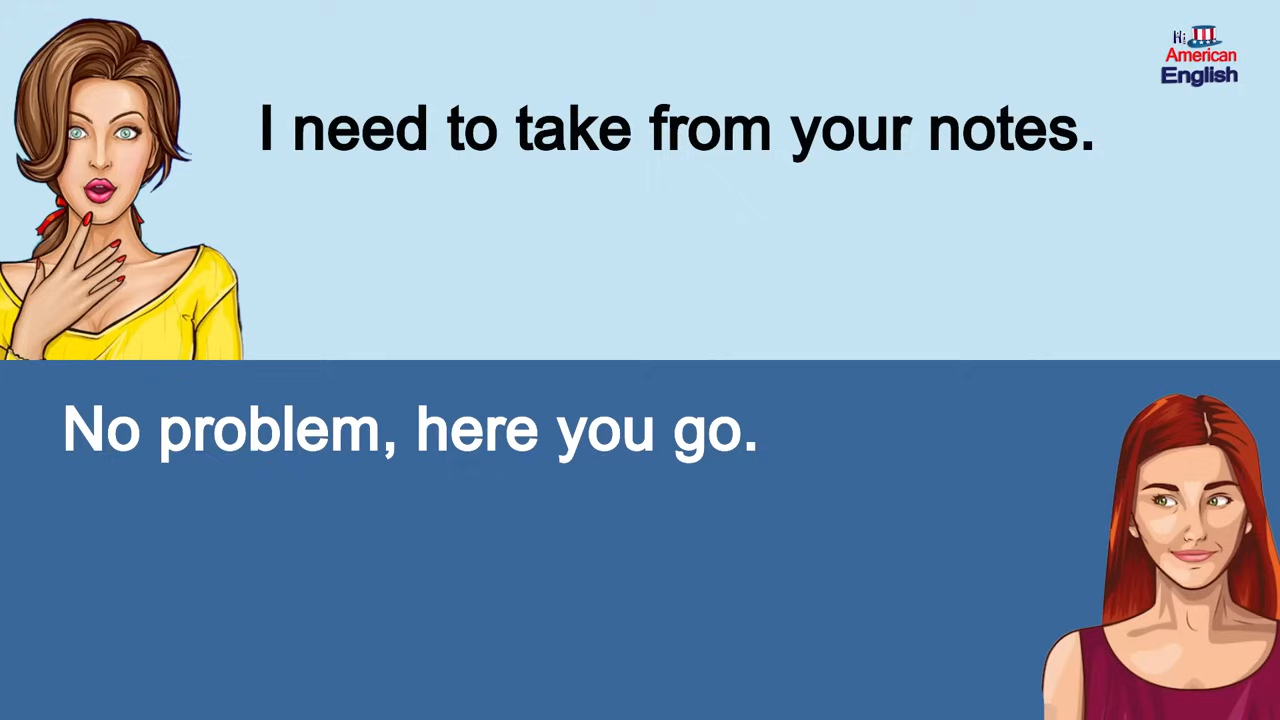 Hi
American
English
I need to take from your notes.
No problem, here you go.